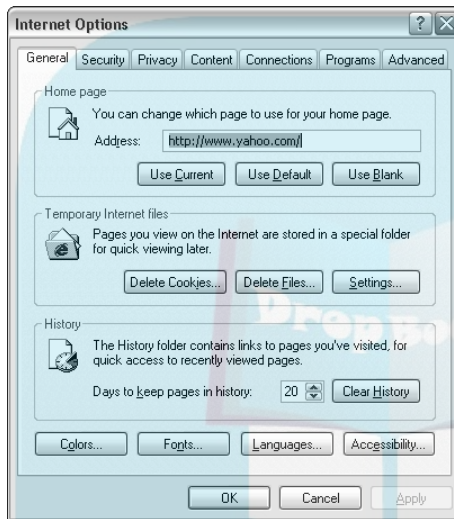 Internet Options
General Security Privacy Content Connections Programs Advanced
Home page
You can change which page to use for your home page.
Address: http://www.yahoo.com/
Use Current Use Default Use Blank
Temporary Internet files
Pages you view on the Internet are stored in a special folder
for quick viewing later.
Delete Cookies... Delete Files... Settings...
DropBo
History
The History folder contains links to pages you've visited, for
quick access to recently viewed pages.
Days to keep pages in history: 20 Clear History
Colors... Fonts... Languages... Accessibility...
OK Cancel Apply